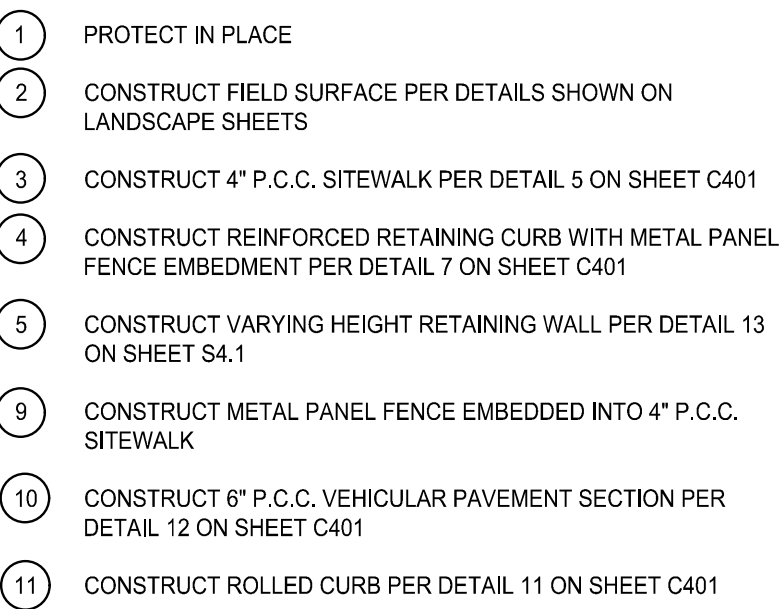 1 PROTECT IN PLACE
2 CONSTRUCT FIELD SURFACE PER DETAILS SHOWN ON
LANDSCAPE SHEETS
3 CONSTRUCT 4" P.C.C. SITEWALK PER DETAIL 5 ON SHEET C401
4 CONSTRUCT REINFORCED RETAINING CURB WITH METAL PANEL
FENCE EMBEDMENT PER DETAIL 7 ON SHEET C401
5 CONSTRUCT VARYING HEIGHT RETAINING WALL PER DETAIL 13
ON SHEET S4.1
9 CONSTRUCT METAL PANEL FENCE EMBEDDED INTO 4" P.C.C.
SITEWALK
10 CONSTRUCT 6" P.C.C. VEHICULAR PAVEMENT SECTION PER
DETAIL 12 ON SHEET C401
11 CONSTRUCT ROLLED CURB PER DETAIL 11 ON SHEET C401